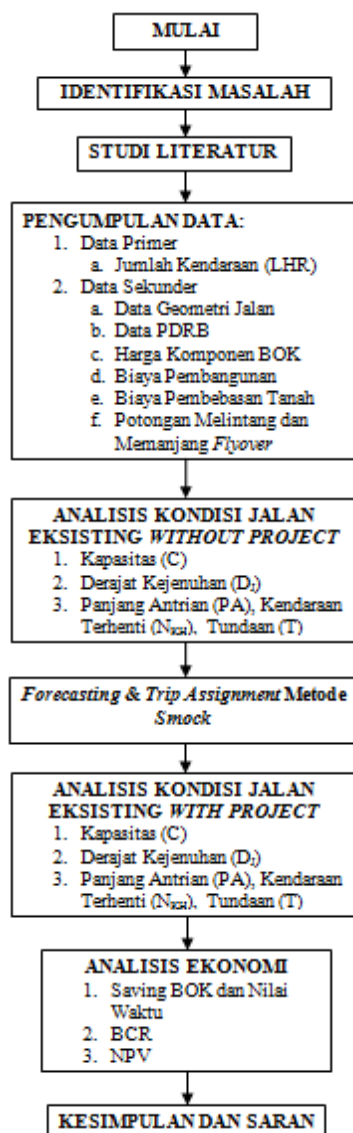 MULAI
IDENTIFIKASI MASALAH
STUDI LITERATUR
PENGUMPULAN DATA:
1. Data Primer
a. Jumlah Kendaraan (LHR)
2. Data Sekunder
a. Data Geometri Jalan
b. Data PDRB
c. Harga Komponen BOK
d. Biaya Pembangunan
e. Biaya Pembebasan Tanah
f. Potongan Melintang dan
Memanjang Flyover
ANALISIS KONDISI JALAN
EKSISTING WITHOUT PROJECT
1. Kapasitas (C)
2. Derajat Kejenuhan (DJ)
3. Panjang Antrian (PA), Kendaraan
Terhenti (NKH), Tundaan (T)
Forecasting & Trip Assignment Metode
Smock
ANALISIS KONDISI JALAN
EKSISTING WITH PROJECT
1. Kapasitas (C)
2. Derajat Kejenuhan (DJ)
3. Panjang Antrian (PA), Kendaraan
Terhenti (NKH), Tundaan (T)
ANALISIS EKONOMI
1. Saving BOK dan Nilai
Waktu
2. BCR
3. NPV
KESIMPULAN DAN SARAN